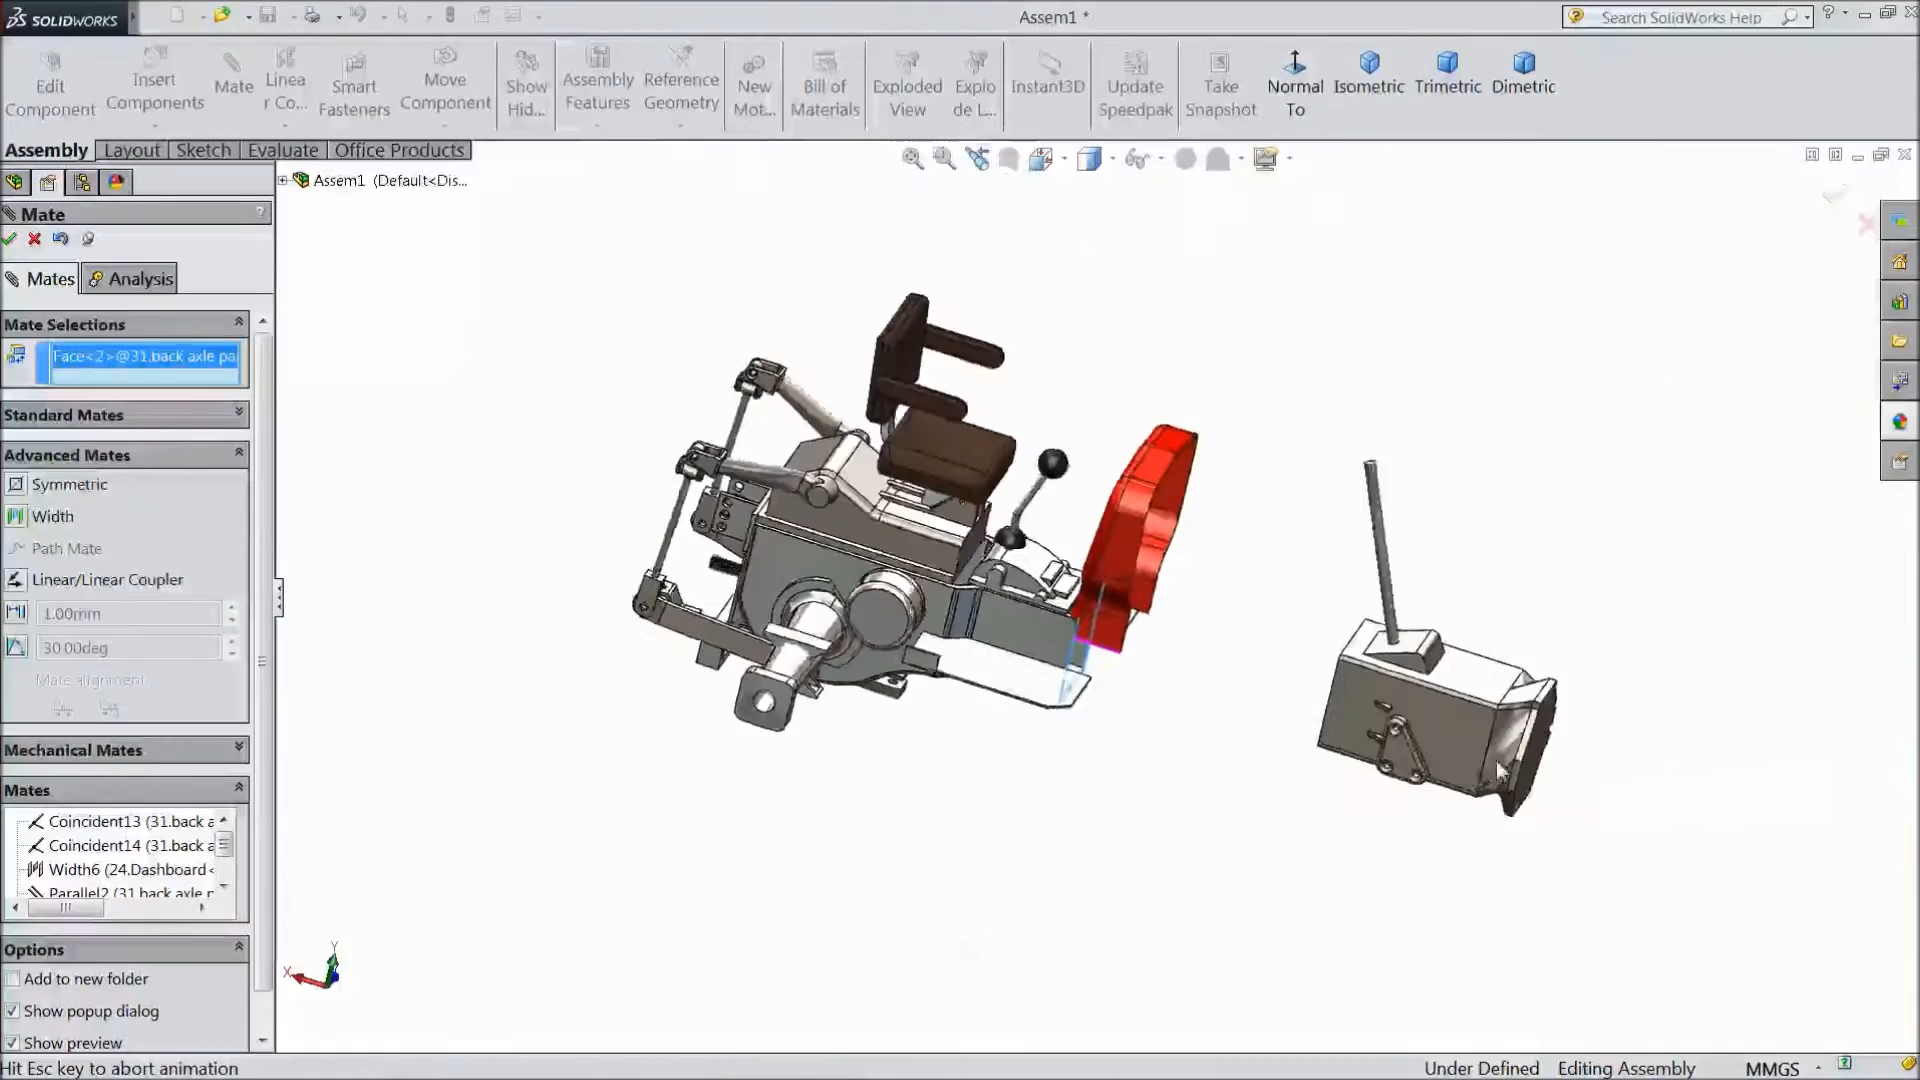 SOLIDWORKS
Assem1 *
Search SolidWorks Help
Edit Component
Insert Components
Mate
Linea r Co...
Smart Fasteners
Move Component
Show Hid...
Assembly Features
Reference Geometry
New Mot...
Bill of Materials
Exploded View
Explo de L...
Instant3D
Update Speedpak
Take Snapshot
Normal To
Isometric
Trimetric
Dimetric
Assembly
Layout
Sketch
Evaluate
Office Products
Assem1 (Default<Dis...
Mate
Mates
Analysis
Mate Selections
Face<2>@31.back axle pa
Standard Mates
Advanced Mates
Symmetric
Width
Path Mate
Linear/Linear Coupler
1.00mm
30.00deg
Mate alignment:
Mechanical Mates
Mates
Coincident13 (31.back a
Coincident14 (31.back a
Width6 (24.Dashboard<
Parallel2 (31.back axle p
Options
Add to new folder
Show popup dialog
Show preview
Hit Esc key to abort animation
Under Defined
Editing Assembly
MMGS
X
Y